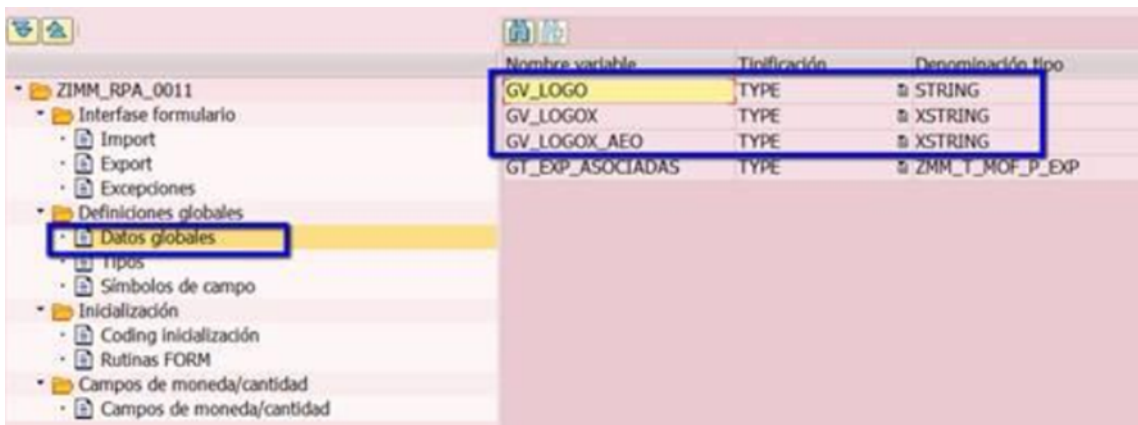 Nombre variable Tipificación Denominación tipo
ZIMM_RPA_0011
Interfase formulario
Import
Export
Excepciones
Definiciones globales
Datos globales
Tipos
Símbolos de campo
Inicialización
Coding inicialización
Rutinas FORM
Campos de moneda/cantidad
Campos de moneda/cantidad
GV_LOGO TYPE STRING
GV_LOGOX TYPE XSTRING
GV_LOGOX_AEO TYPE XSTRING
GT_EXP_ASOCIADAS TYPE ZMM_T_MOF_P_EXP